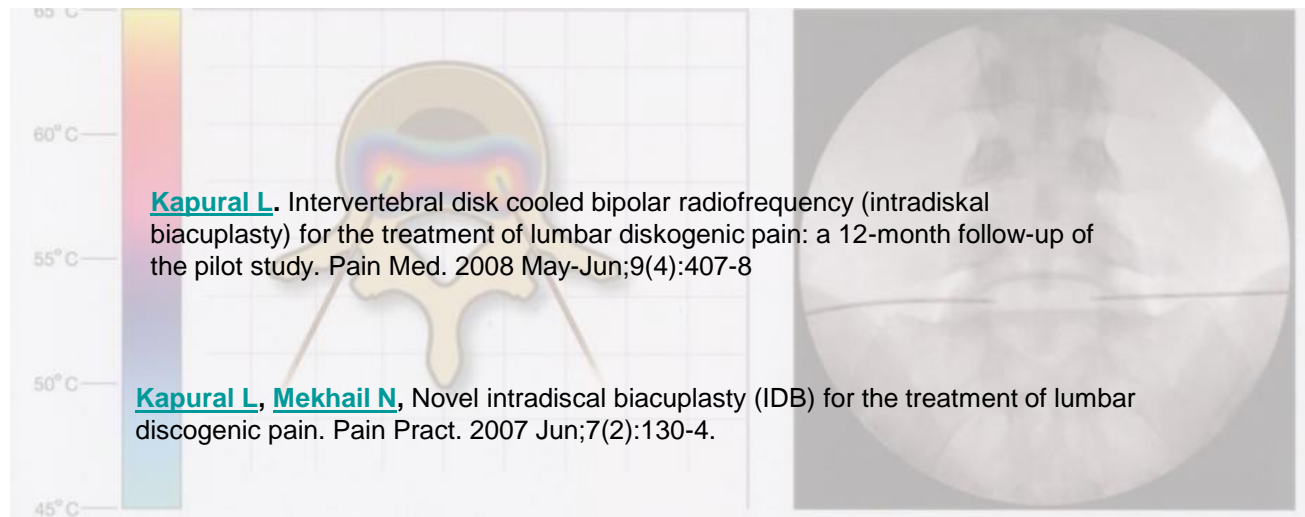 65 °C
60°C
Kapural L. Intervertebral disk cooled bipolar radiofrequency (intradiskal
biacuplasty) for the treatment of lumbar diskogenic pain: a 12-month follow-up of
the pilot study. Pain Med. 2008 May-Jun;9(4):407-8
55°C
50°C
Kapural L, Mekhail N, Novel intradiscal biacuplasty (IDB) for the treatment of lumbar
discogenic pain. Pain Pract. 2007 Jun;7(2):130-4.
45°C